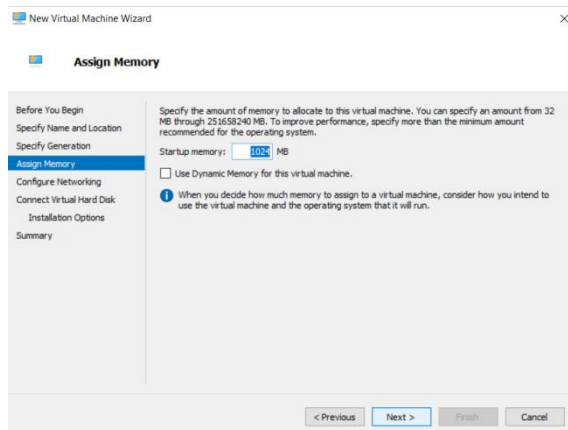 New Virtual Machine Wizard
Assign Memory
Before You Begin
Specify Name and Location
Specify Generation
Assign Memory
Configure Networking
Connect Virtual Hard Disk
Installation Options
Summary
Specify the amount of memory to allocate to this virtual machine. You can specify an amount from 32
MB through 251658240 MB. To improve performance, specify more than the minimum amount
recommended for the operating system.
Startup memory: 1024 MB
Use Dynamic Memory for this virtual machine.
When you decide how much memory to assign to a virtual machine, consider how you intend to
use the virtual machine and the operating system that it will run.
< Previous Next > Finish Cancel